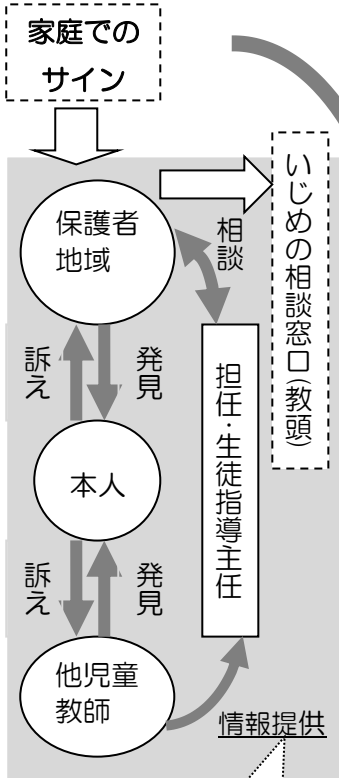 家庭での
サイン
保護者
地域
相談
いじめの相談窓口(教頭)
訴え
発見
担任・生徒指導主任
本人
訴え
発見
他児童
教師
情報提供